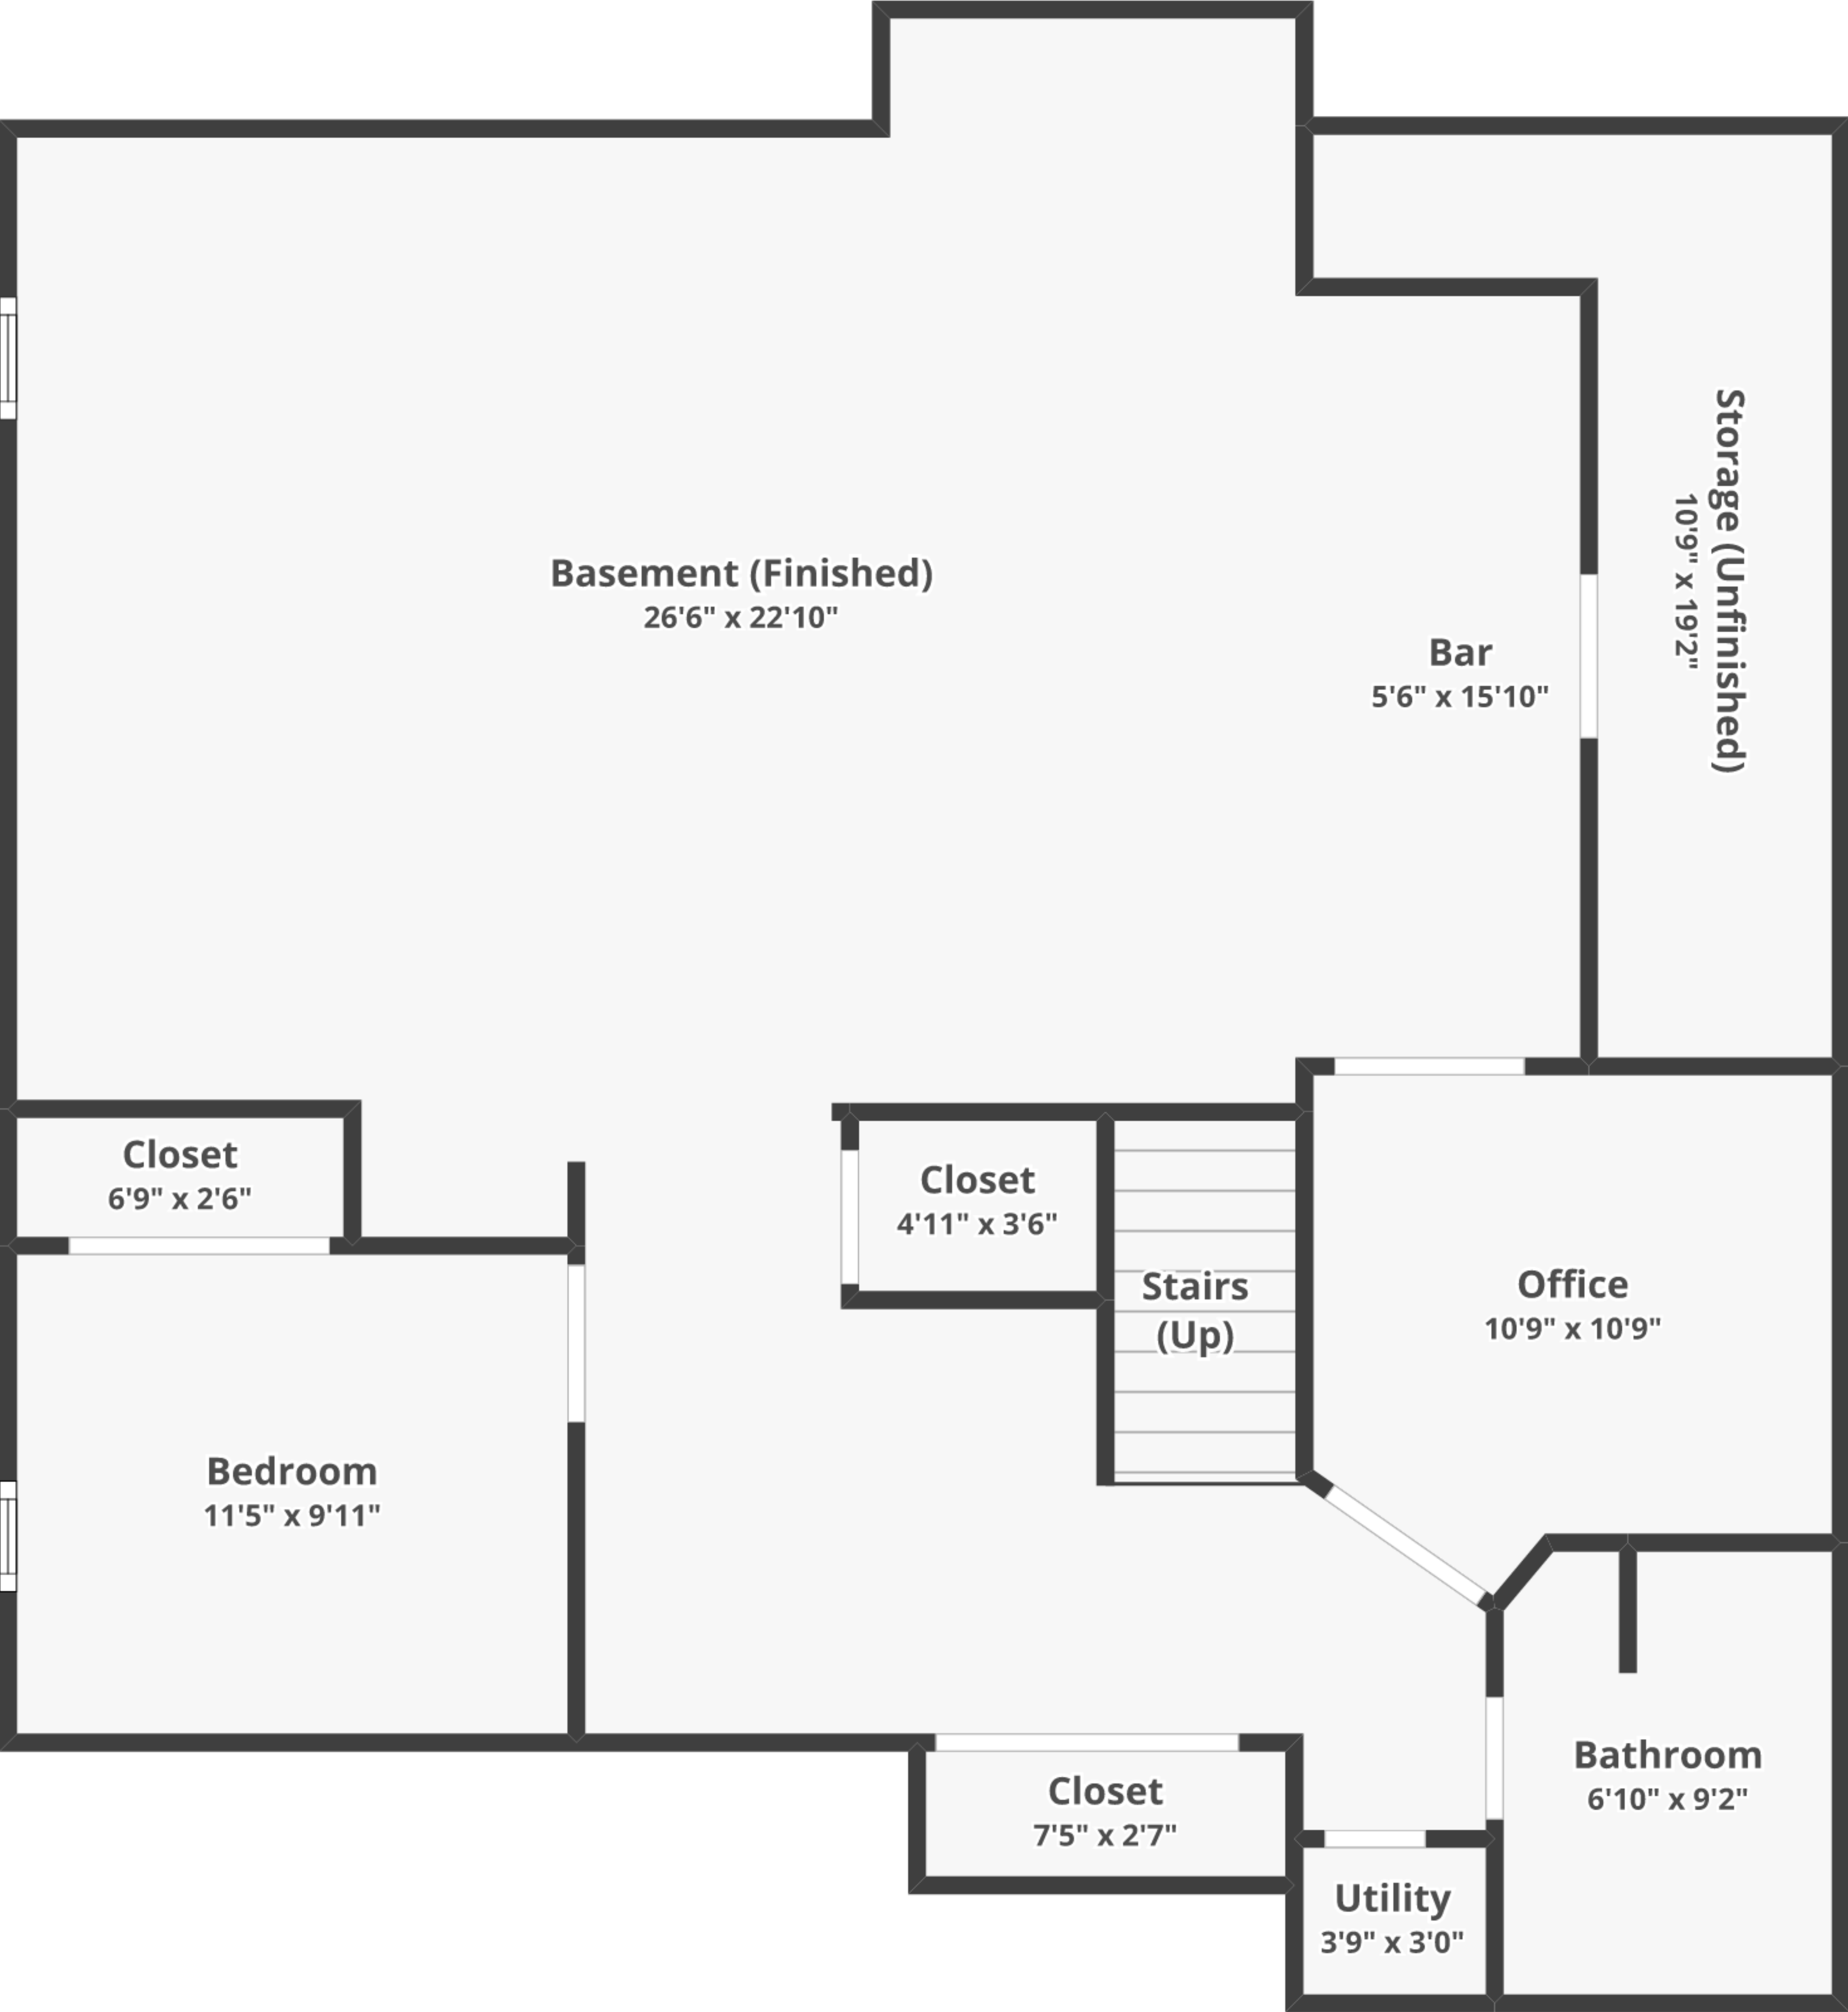 Basement (Finished)
26'6" x 22'10"
Bar
5'6" x 15'10"
Storage (Unfinished)
10'9" x 19'2"
Closet
6'9" x 2'6"
Closet
4'11" x 3'6"
Stairs
(Up)
Office
10'9" x 10'9"
Bedroom
11'5" x 9'11"
Closet
7'5" x 2'7"
Bathroom
6'10" x 9'2"
Utility
3'9" x 3'0"